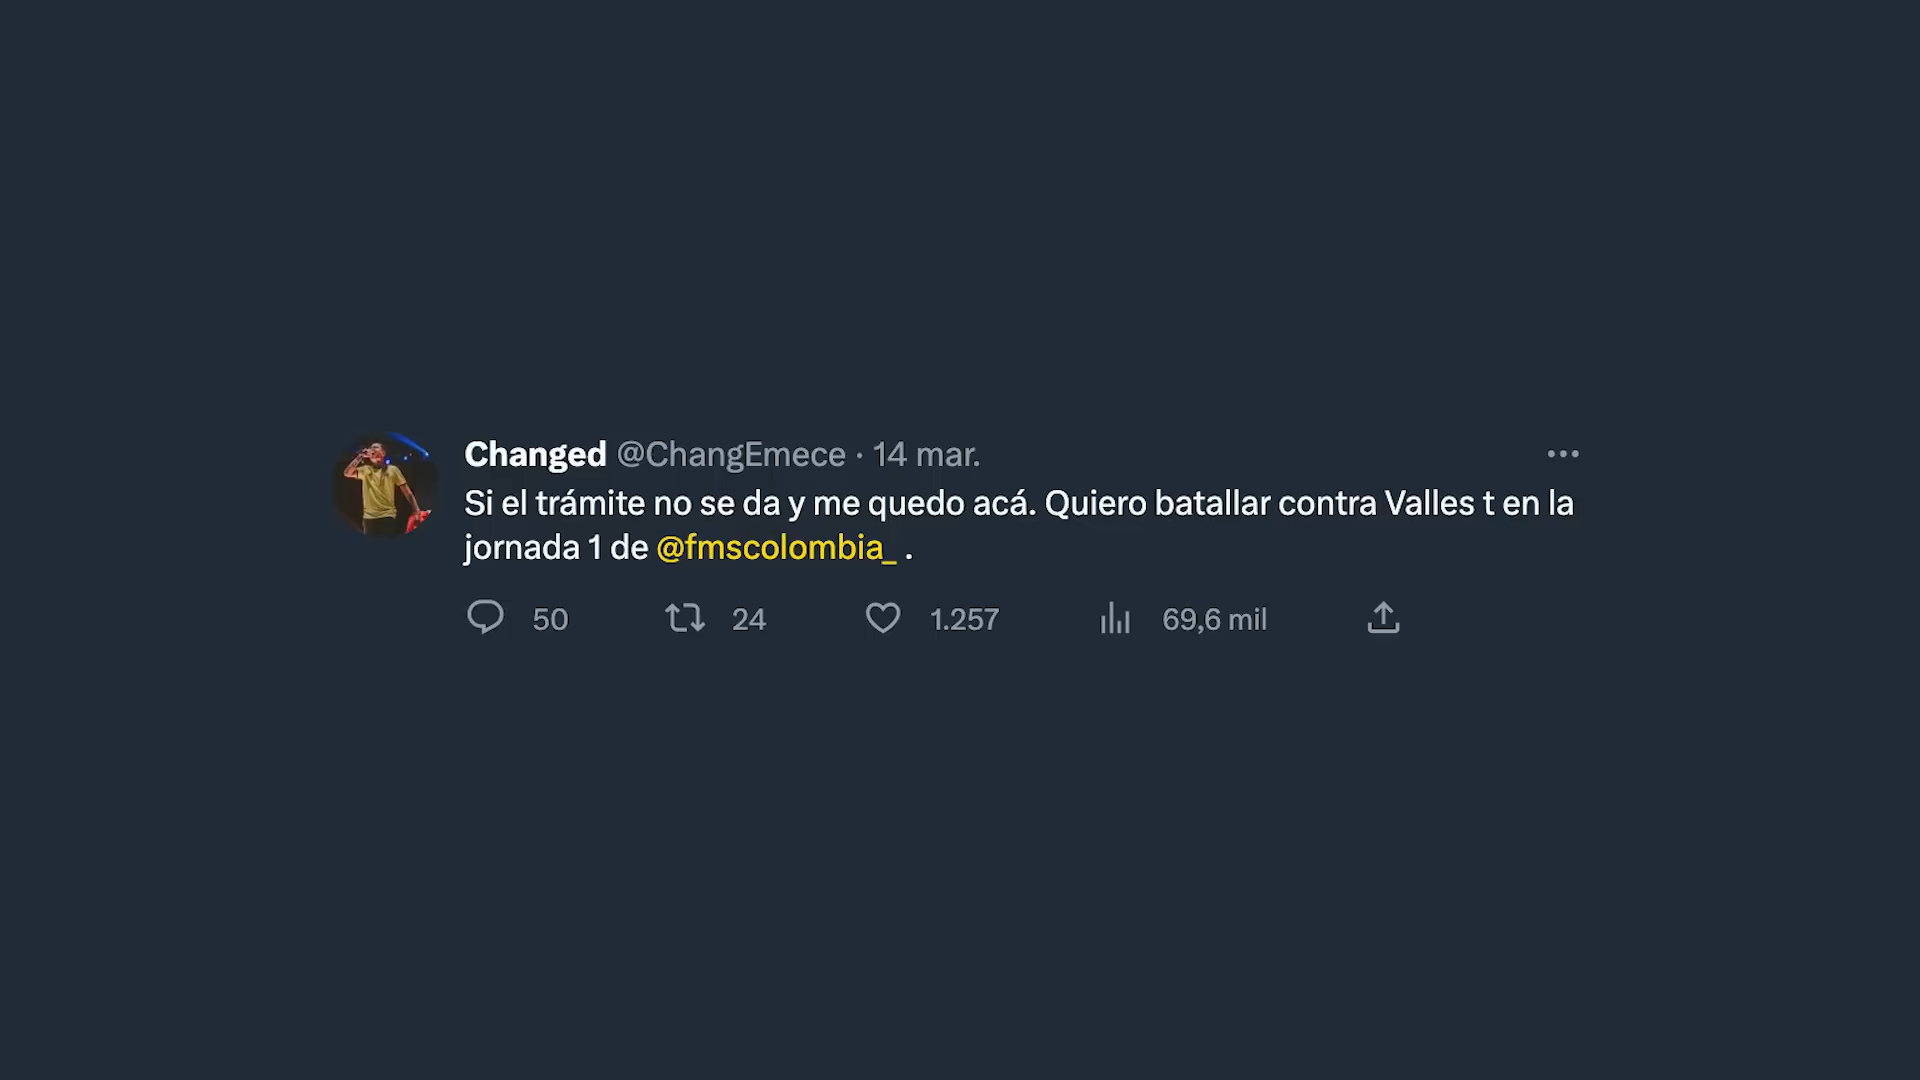 Changed @ChangEmece · 14 mar.
Si el trámite no se da y me quedo acá. Quiero batallar contra Valles t en la
jornada 1 de @fmscolombia_ .
50 24 1.257 69,6 mil